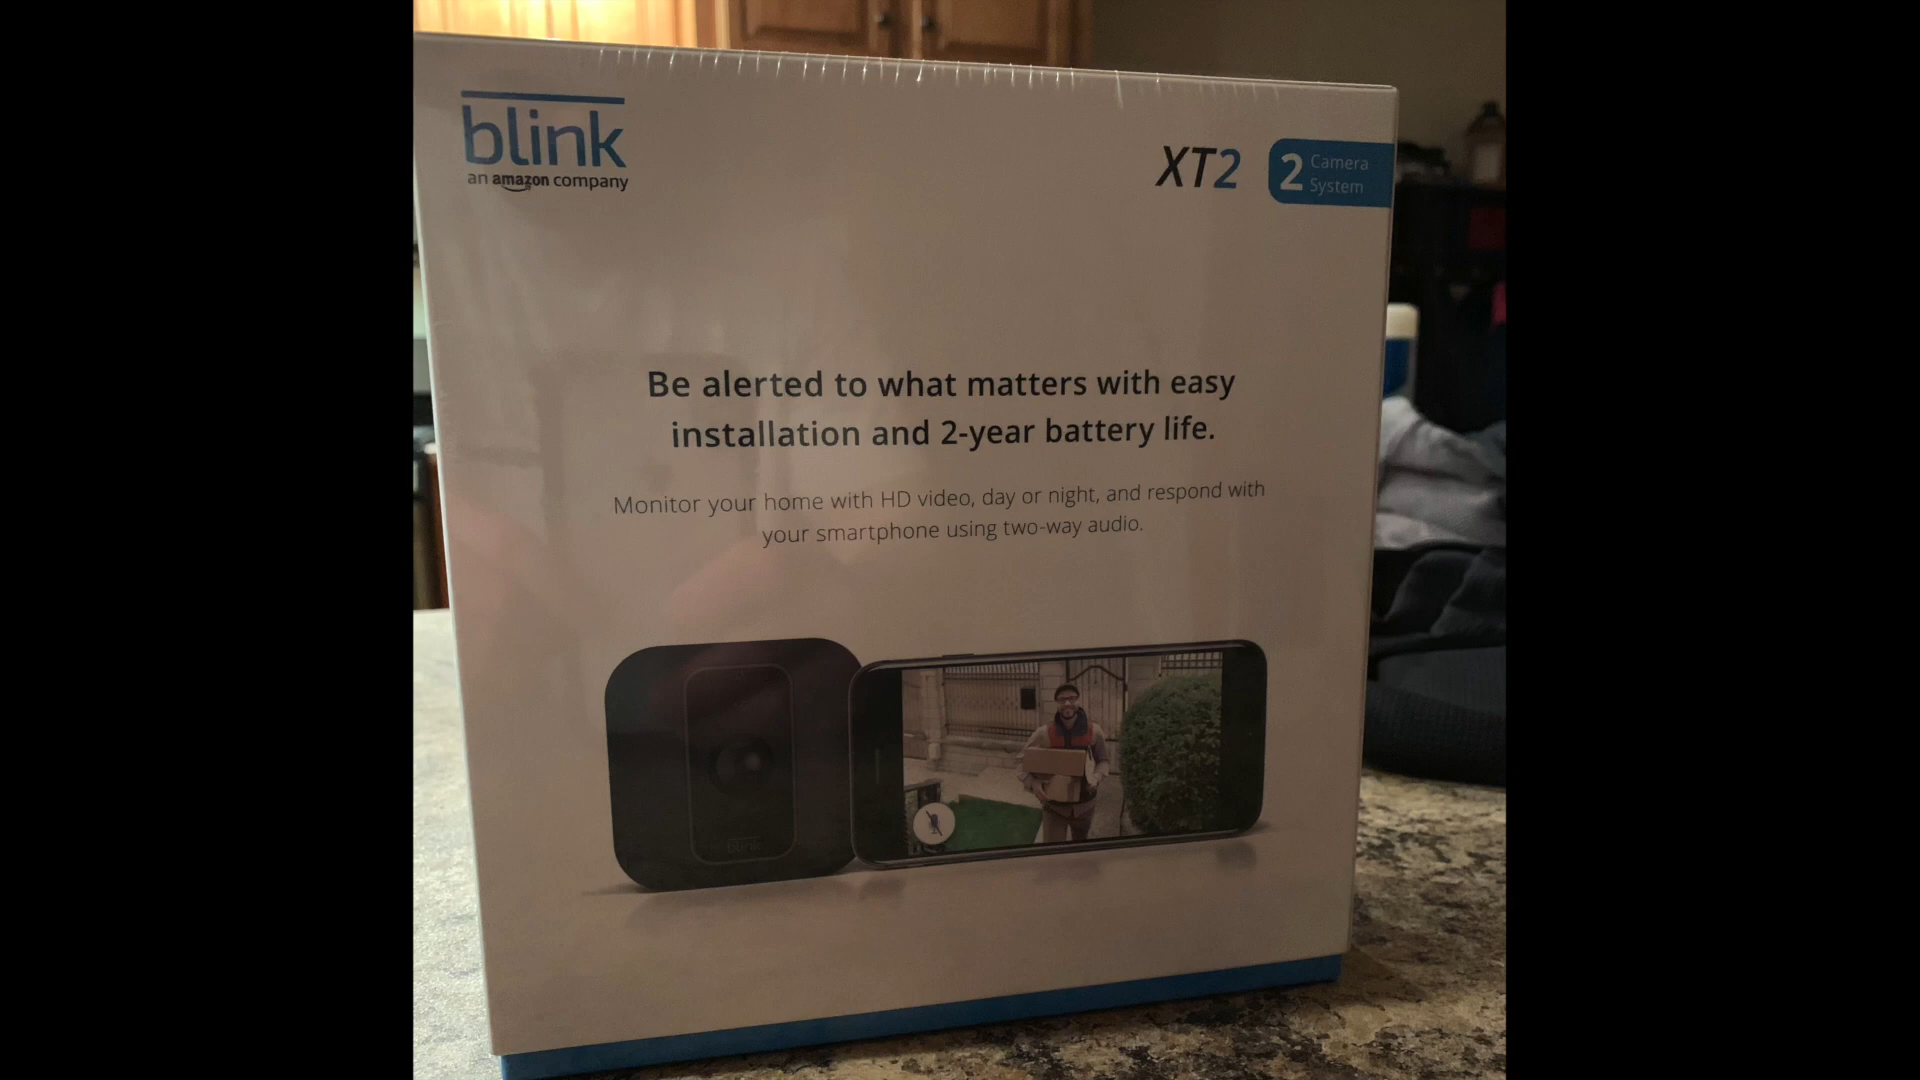 blink
an amazon company
XT2
2 Camera
System
Be alerted to what matters with easy
installation and 2-year battery life.
Monitor your home with HD video, day or night, and respond with
your smartphone using two-way audio.
blink